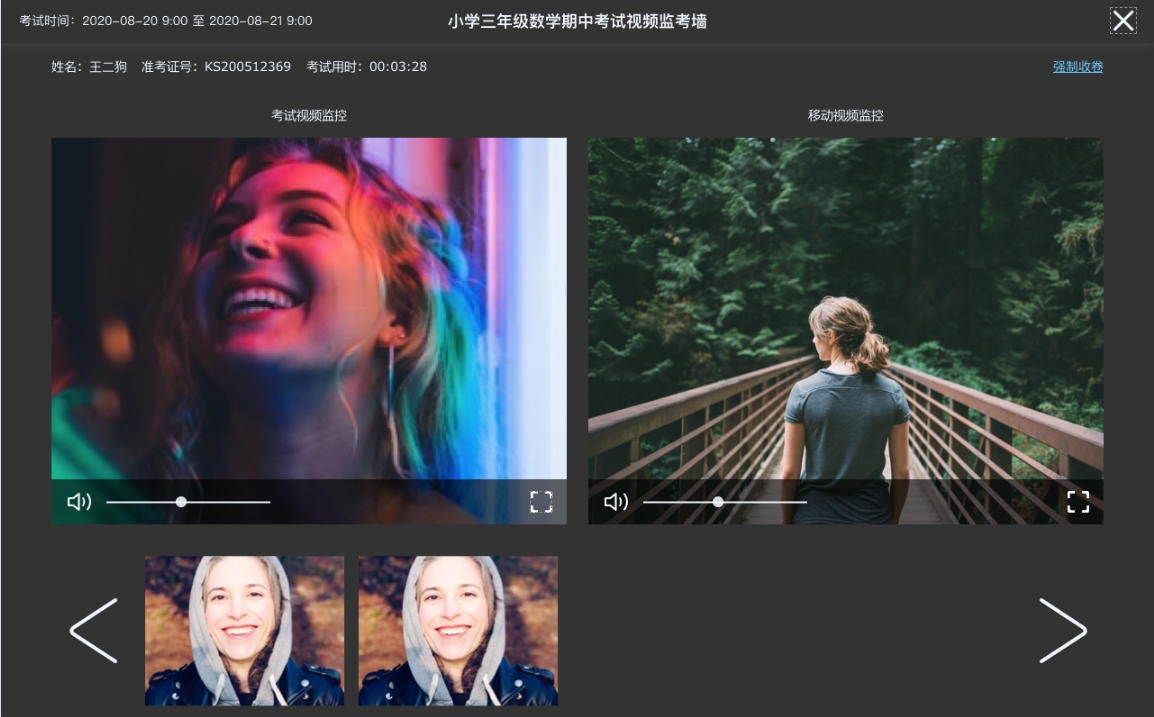 考试时间：2020-08-20 9:00 至 2020-08-21 9:00
小学三年级数学期中考试视频监考墙
姓名：王二狗 准考证号：KS200512369 考试用时：00:03:28
强制收卷
考试视频监控
移动视频监控